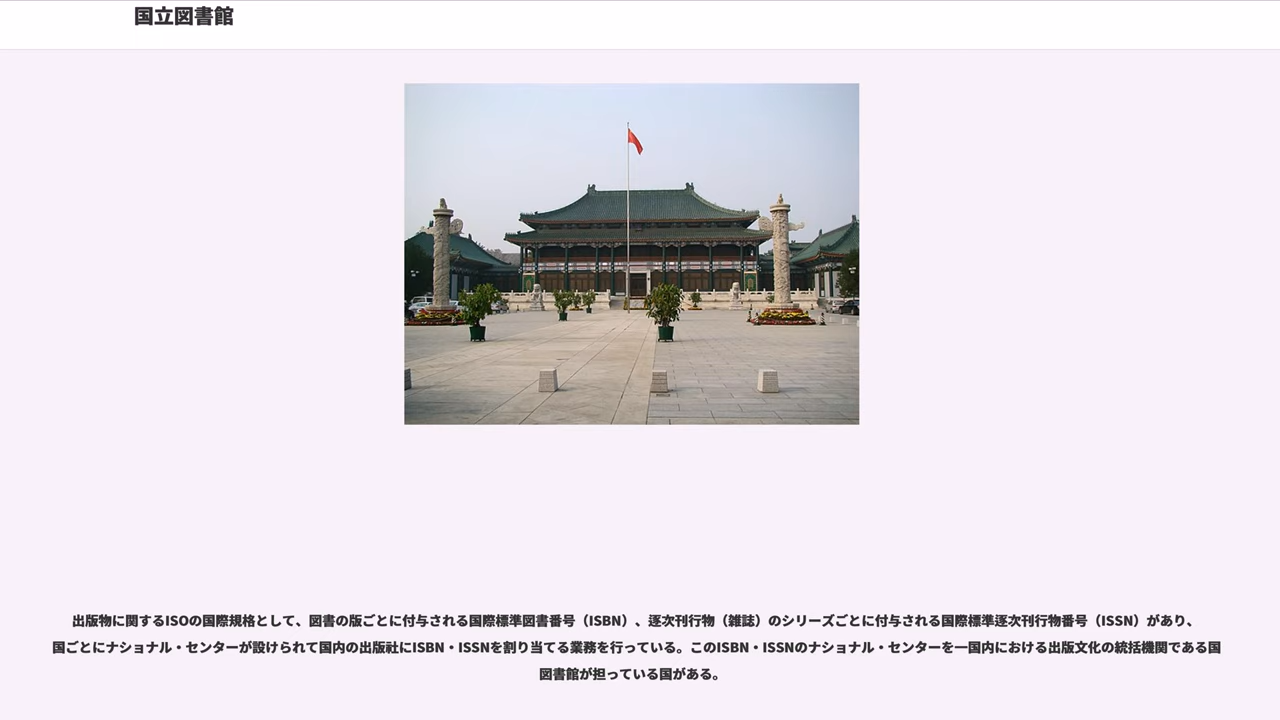 国立図書館
出版物に関するISOの国際規格として、図書の版ごとに付与される国際標準図書番号（ISBN）、逐次刊行物（雑誌）のシリーズごとに付与される国際標準逐次刊行物番号（ISSN）があり、
国ごとにナショナル・センターが設けられて国内の出版社にISBN・ISSNを割り当てる業務を行っている。このISBN・ISSNのナショナル・センターを一国内における出版文化の統括機関である国
図書館が担っている国がある。